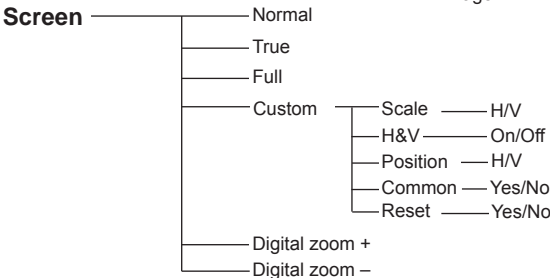 Screen Normal
True
Full
Custom Scale H/V
H&V On/Off
Position H/V
Common Yes/No
Reset Yes/No
Digital zoom +
Digital zoom –